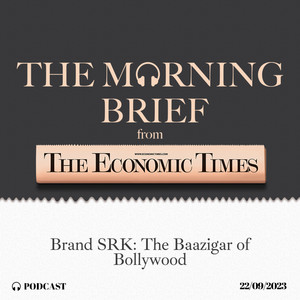 THE MORNING
BRIEF
from
THE ECONOMIC TIMES
Brand SRK: The Baazigar of
Bollywood
PODCAST
22/09/2023